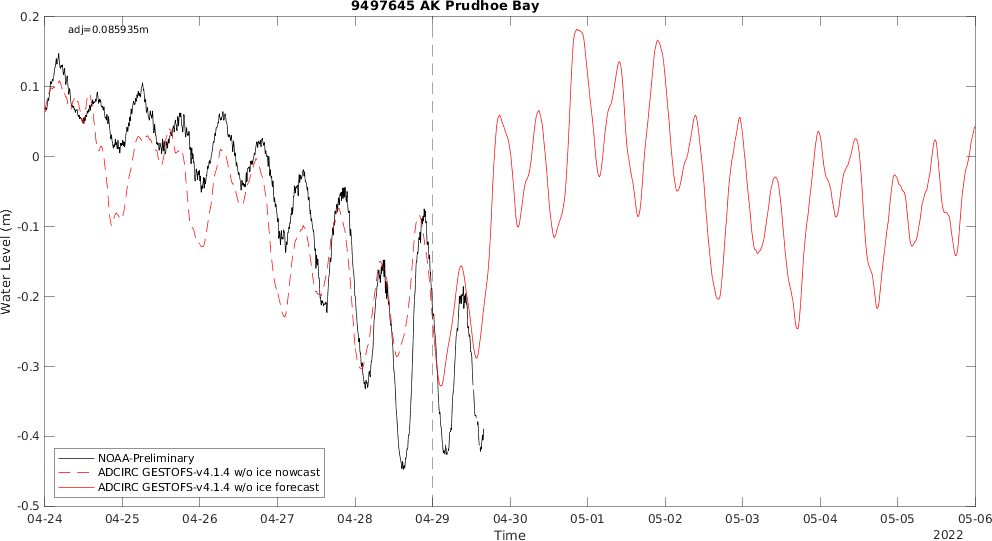 9497645 AK Prudhoe Bay
adj=0.085935m
0.2
0.1
0
-0.1
-0.2
-0.3
-0.4
-0.5
Water Level (m)
NOAA-Preliminary
ADCIRC GESTOFS-v4.1.4 w/o ice nowcast
ADCIRC GESTOFS-v4.1.4 w/o ice forecast
04-24 04-25 04-26 04-27 04-28 04-29 04-30 05-01 05-02 05-03 05-04 05-05 05-06
Time
2022